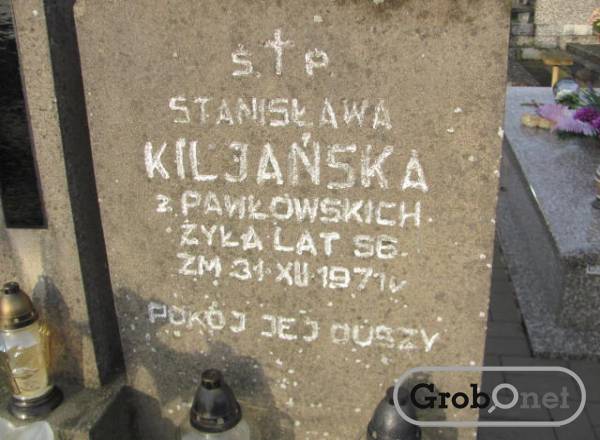 Ś. † P.
STANISŁAWA
KILJAŃSKA
z PAWŁOWSKICH
ŻYŁA LAT 56.
ZM 31 XII 1971 r
POKÓJ JEJ DUSZY
GrobOnet